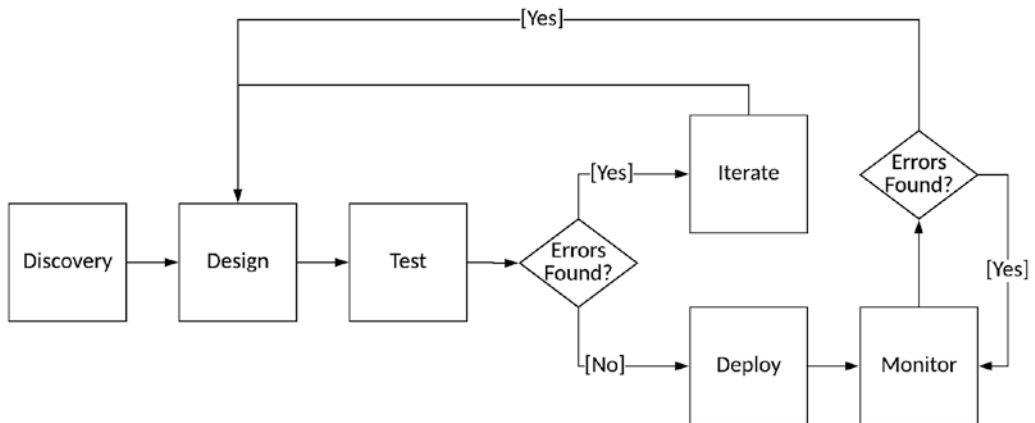 [Yes]
Iterate
[Yes]
Errors
Found?
Discovery
Design
Test
Errors
Found?
[Yes]
[No]
Deploy
Monitor